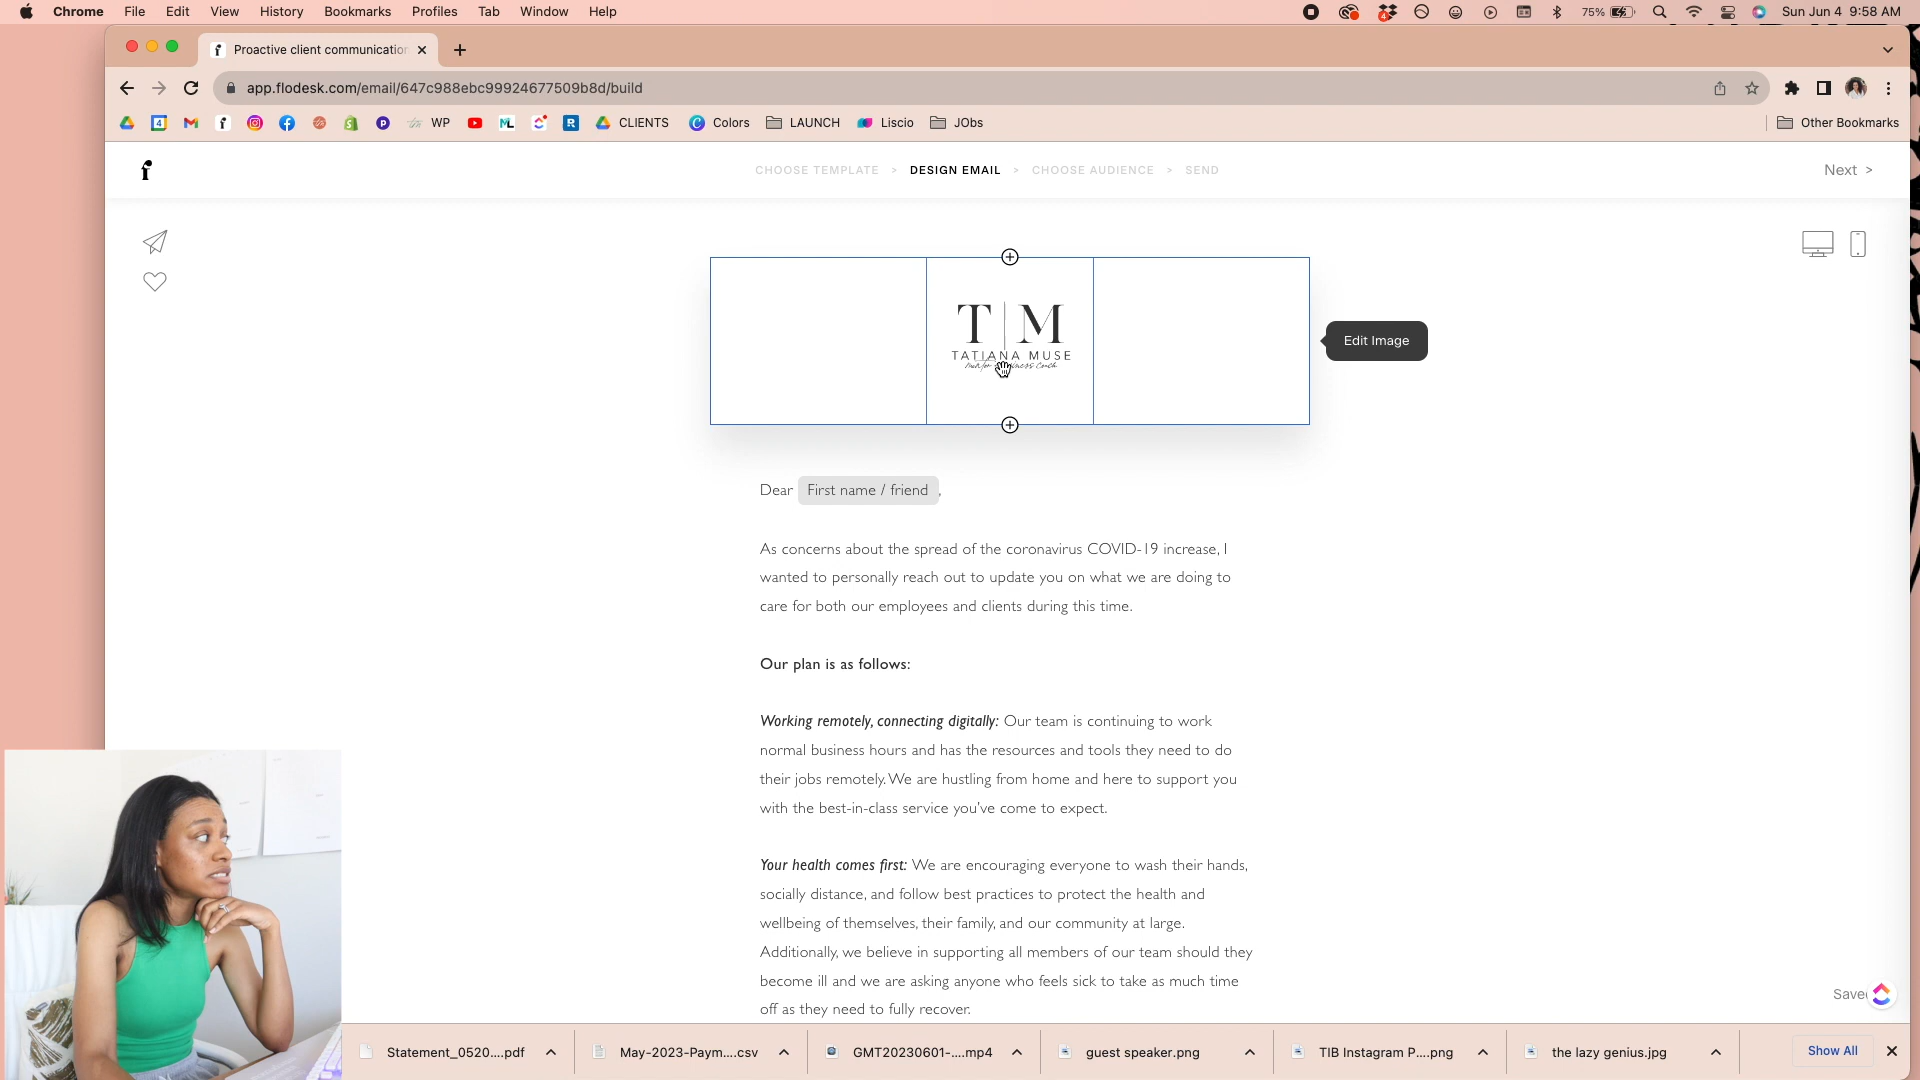 Chrome File Edit View History Bookmarks Profiles Tab Window Help
4 75% Sun Jun 4 9:58 AM
Proactive client communication
app.flodesk.com/email/647c988ebc99924677509b8d/build
4 WP CLIENTS Colors LAUNCH Liscio JObs Other Bookmarks
CHOOSE TEMPLATE > DESIGN EMAIL > CHOOSE AUDIENCE > SEND
Next >
T|M
TATIANA MUSE
Edit Image
Dear First name / friend ,
As concerns about the spread of the coronavirus COVID-19 increase, I
wanted to personally reach out to update you on what we are doing to
care for both our employees and clients during this time.
Our plan is as follows:
Working remotely, connecting digitally: Our team is continuing to work
normal business hours and has the resources and tools they need to do
their jobs remotely. We are hustling from home and here to support you
with the best-in-class service you've come to expect.
Your health comes first: We are encouraging everyone to wash their hands,
socially distance, and follow best practices to protect the health and
wellbeing of themselves, their family, and our community at large.
Additionally, we believe in supporting all members of our team should they
become ill and we are asking anyone who feels sick to take as much time
off as they need to fully recover.
Save
Statement_0520....pdf May-2023-Paym....csv GMT20230601-....mp4 guest speaker.png TIB Instagram P....png the lazy genius.jpg Show All